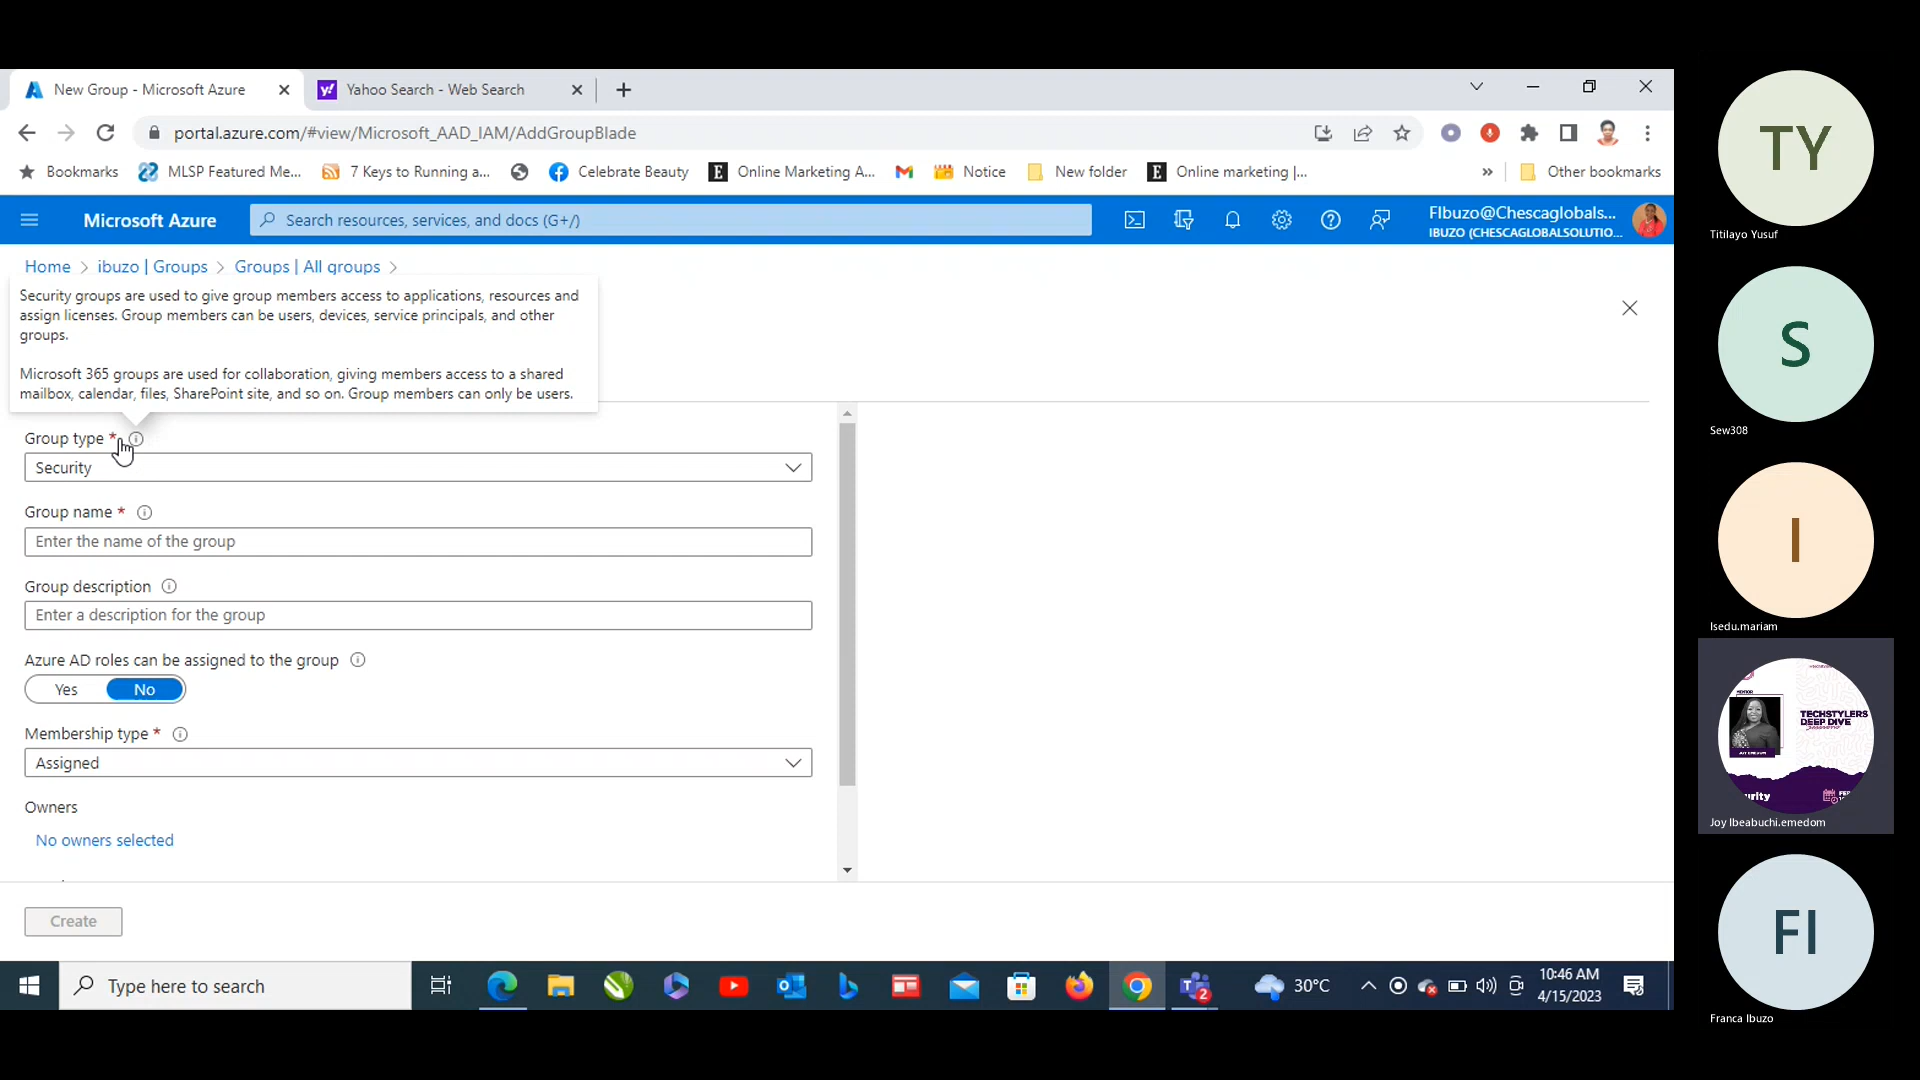 New Group - Microsoft Azure
Yahoo Search - Web Search
portal.azure.com/#view/Microsoft_AAD_IAM/AddGroupBlade
Bookmarks
MLSP Featured Me...
7 Keys to Running a...
Celebrate Beauty
Online Marketing A...
Notice
New folder
Online marketing |...
»
Other bookmarks
Microsoft Azure
Search resources, services, and docs (G+/)
FIbuzo@Chescaglobals...
IBUZO (CHESCAGLOBALSOLUTIO...
Home > ibuzo | Groups > Groups | All groups >
Security groups are used to give group members access to applications, resources and
assign licenses. Group members can be users, devices, service principals, and other
groups.
Microsoft 365 groups are used for collaboration, giving members access to a shared
mailbox, calendar, files, SharePoint site, and so on. Group members can only be users.
Group type *
Security
Group name *
Enter the name of the group
Group description
Enter a description for the group
Azure AD roles can be assigned to the group
Yes No
Membership type *
Assigned
Owners
No owners selected
Create
Type here to search
30°C
10:46 AM
4/15/2023
TY
Titilayo Yusuf
S
Sew308
I
Isedu.mariam
MENTOR
TECHSTYLERS
DEEP DIVE
Joy Ibeabuchi.emedom
FI
Franca Ibuzo